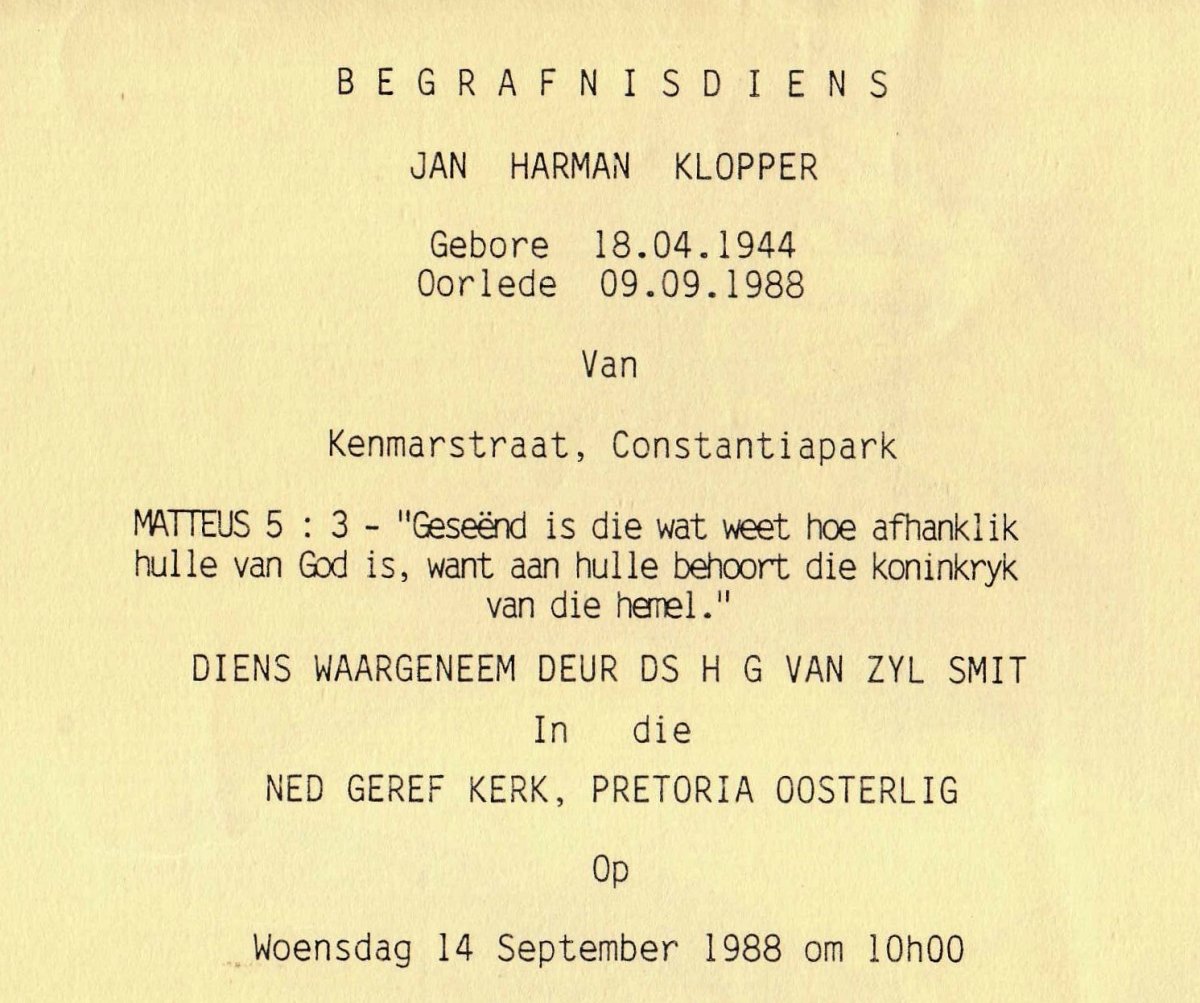 BEGRAFNISDIENS
JAN HARMAN KLOPPER
Gebore 18.04.1944
Oorlede 09.09.1988
Van
Kenmarstraat, Constantiapark
MATTEUS 5 : 3 - "Geseënd is die wat weet hoe afhanklik
hulle van God is, want aan hulle behoort die koninkryk
van die hemel."
DIENS WAARGENEEM DEUR DS H G VAN ZYL SMIT
In die
NED GEREF KERK, PRETORIA OOSTERLIG
Op
Woensdag 14 September 1988 om 10h00